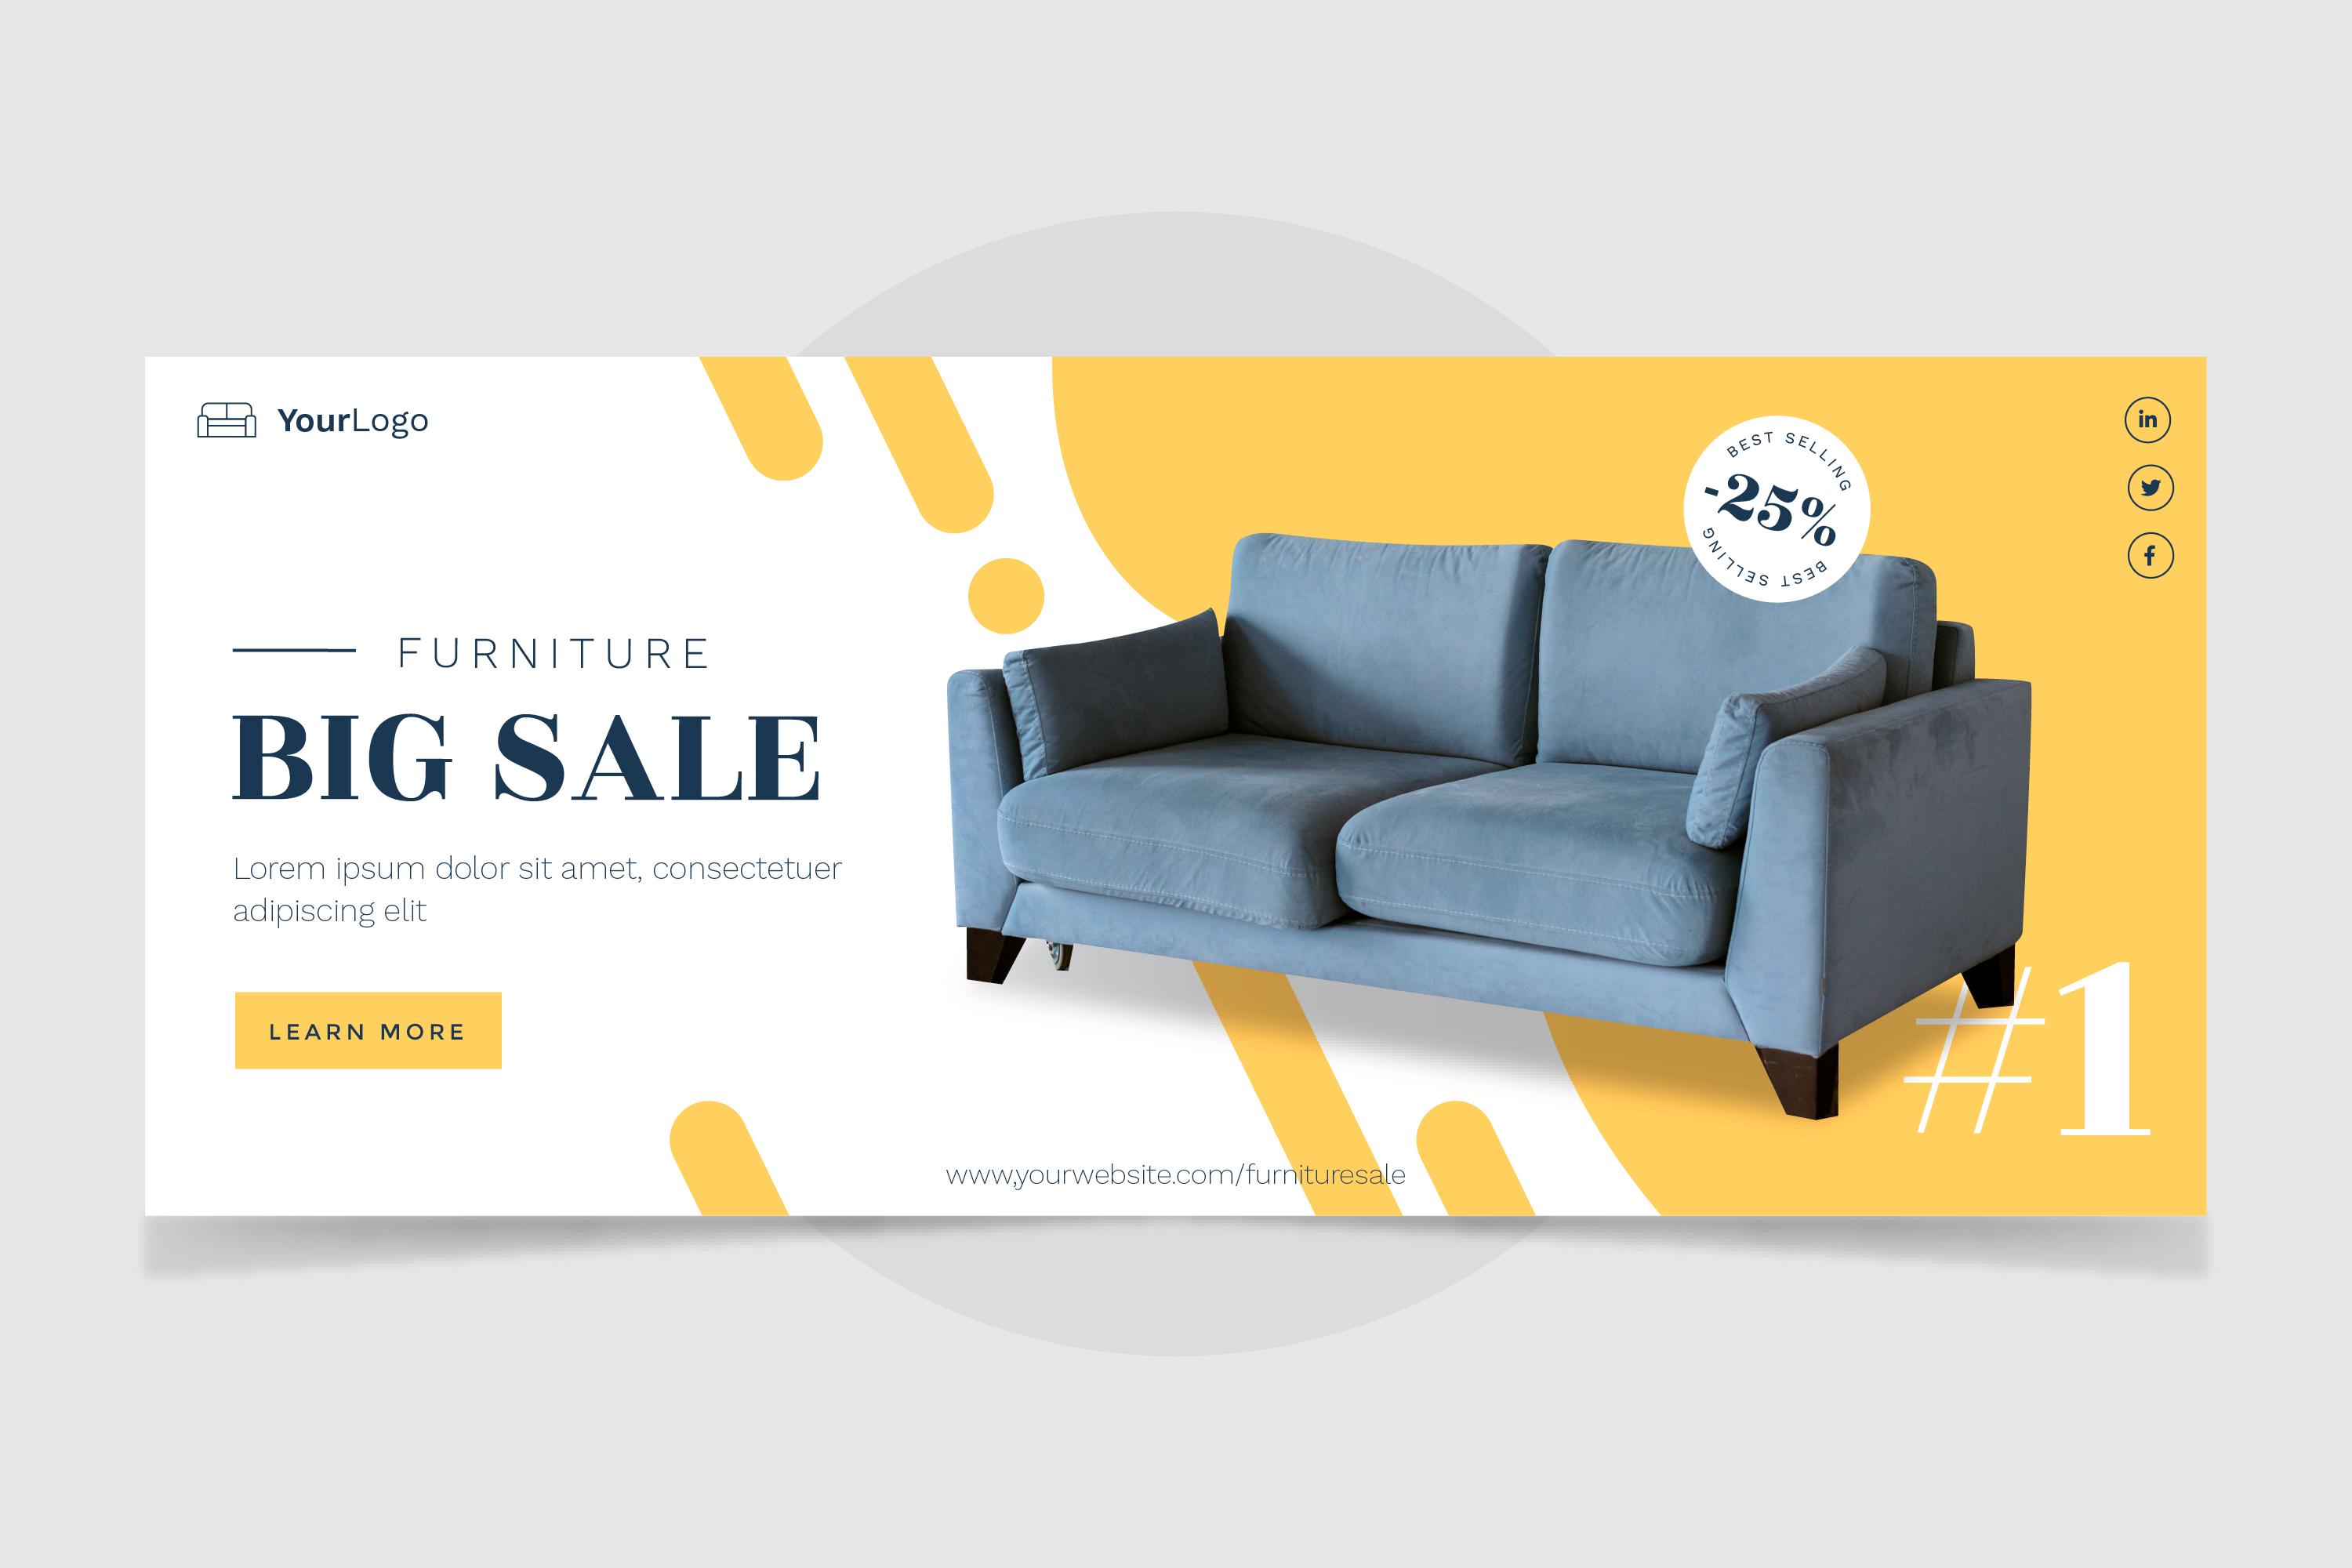 YourLogo
in
f
BEST SELLING
-25%
BEST SELLING
FURNITURE
BIG SALE
Lorem ipsum dolor sit amet, consectetuer
adipiscing elit
LEARN MORE
#1
www,yourwebsite.com/furnituresale